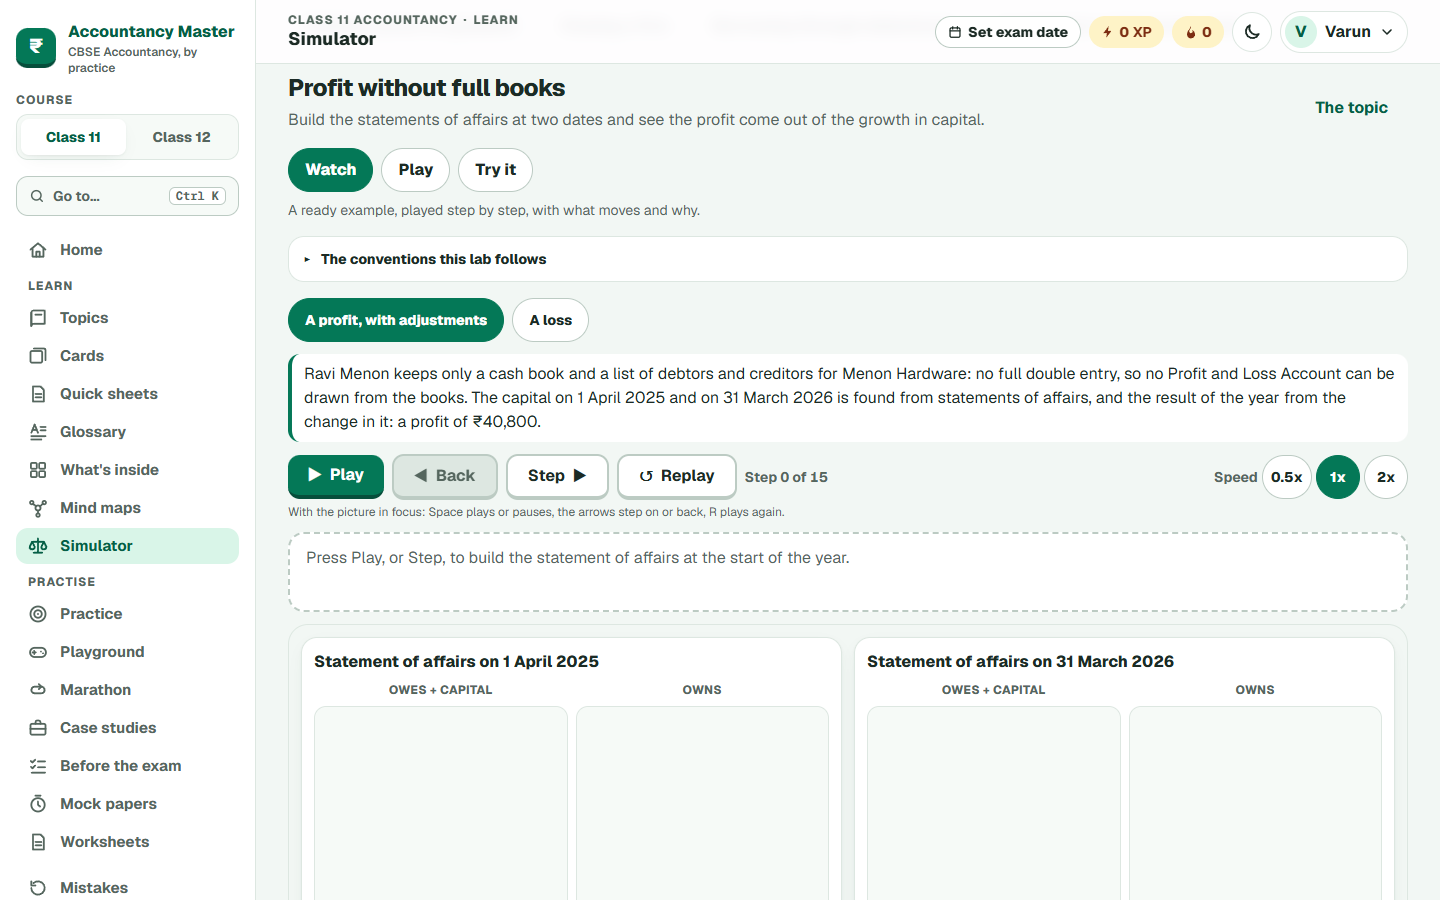 Accountancy Master
CBSE Accountancy, by
practice
COURSE
Class 11
Class 12
Go to...
Ctrl K
Home
LEARN
Topics
Cards
Quick sheets
Glossary
What's inside
Mind maps
Simulator
PRACTISE
Practice
Playground
Marathon
Case studies
Before the exam
Mock papers
Worksheets
Mistakes
CLASS 11 ACCOUNTANCY · LEARN
Simulator
Set exam date
0 XP
0
V
Varun
Profit without full books
Build the statements of affairs at two dates and see the profit come out of the growth in capital.
The topic
Watch
Play
Try it
A ready example, played step by step, with what moves and why.
The conventions this lab follows
A profit, with adjustments
A loss
Ravi Menon keeps only a cash book and a list of debtors and creditors for Menon Hardware: no full double entry, so no Profit and Loss Account can be
drawn from the books. The capital on 1 April 2025 and on 31 March 2026 is found from statements of affairs, and the result of the year from the
change in it: a profit of ₹40,800.
▶ Play
◀ Back
Step ▶
↺ Replay
Step 0 of 15
Speed
0.5x
1x
2x
With the picture in focus: Space plays or pauses, the arrows step on or back, R plays again.
Press Play, or Step, to build the statement of affairs at the start of the year.
Statement of affairs on 1 April 2025
OWES + CAPITAL
OWNS
Statement of affairs on 31 March 2026
OWES + CAPITAL
OWNS